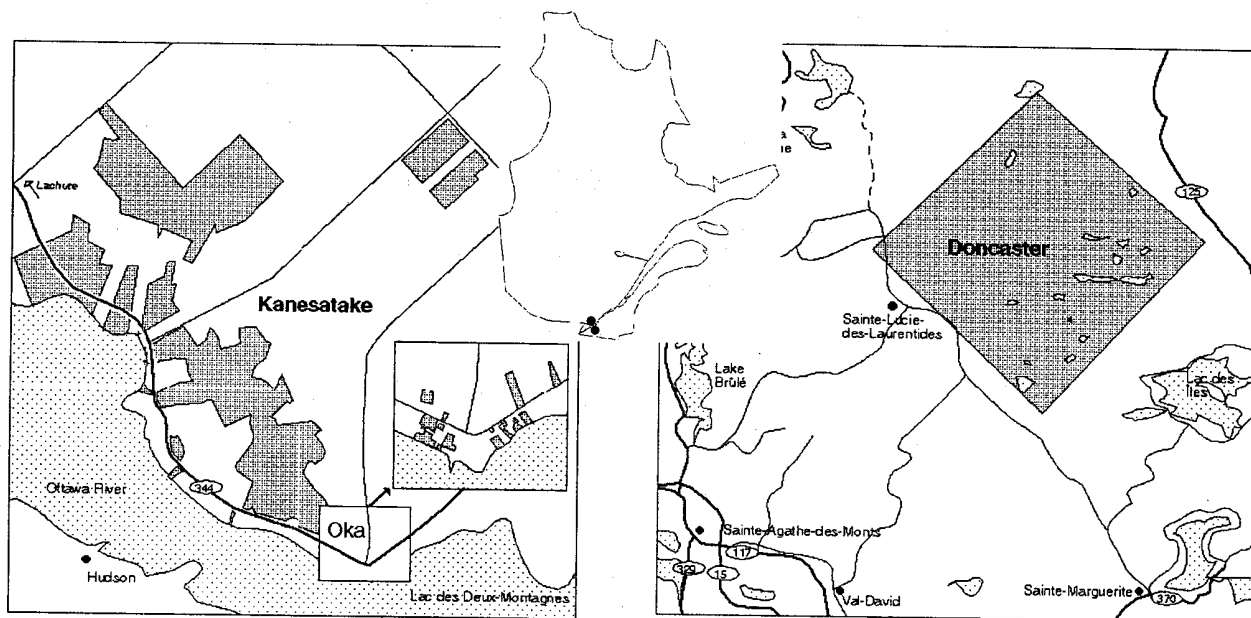 Lachute
Kanesatake
Oka
344
Ottawa River
Hudson
Lac des Deux-Montagnes
125
Doncaster
Sainte-Lucie-
des-Laurentides
Lake
Brûlé
Lac des
Iles
Sainte-Agathe-des-Monts
117
329
15
Val-David
Sainte-Marguerite
370